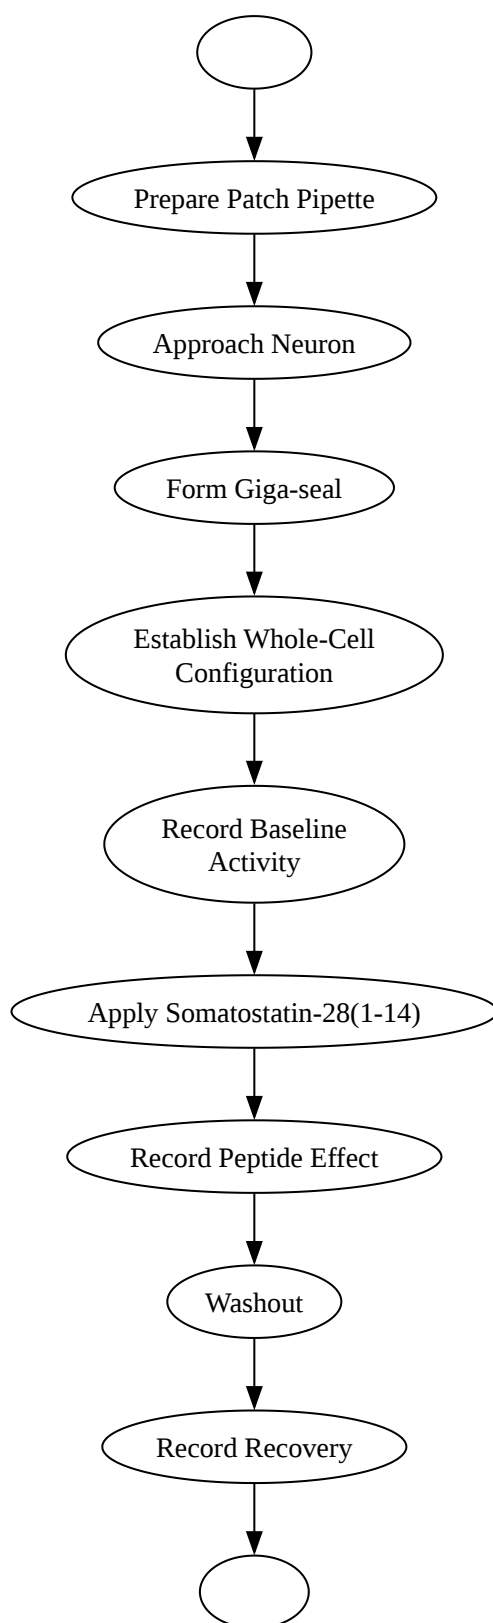 Prepare Patch Pipette
Approach Neuron
Form Giga-seal
Establish Whole-Cell
Configuration
Record Baseline
Activity
Apply Somatostatin-28(1-14)
Record Peptide Effect
Washout
Record Recovery